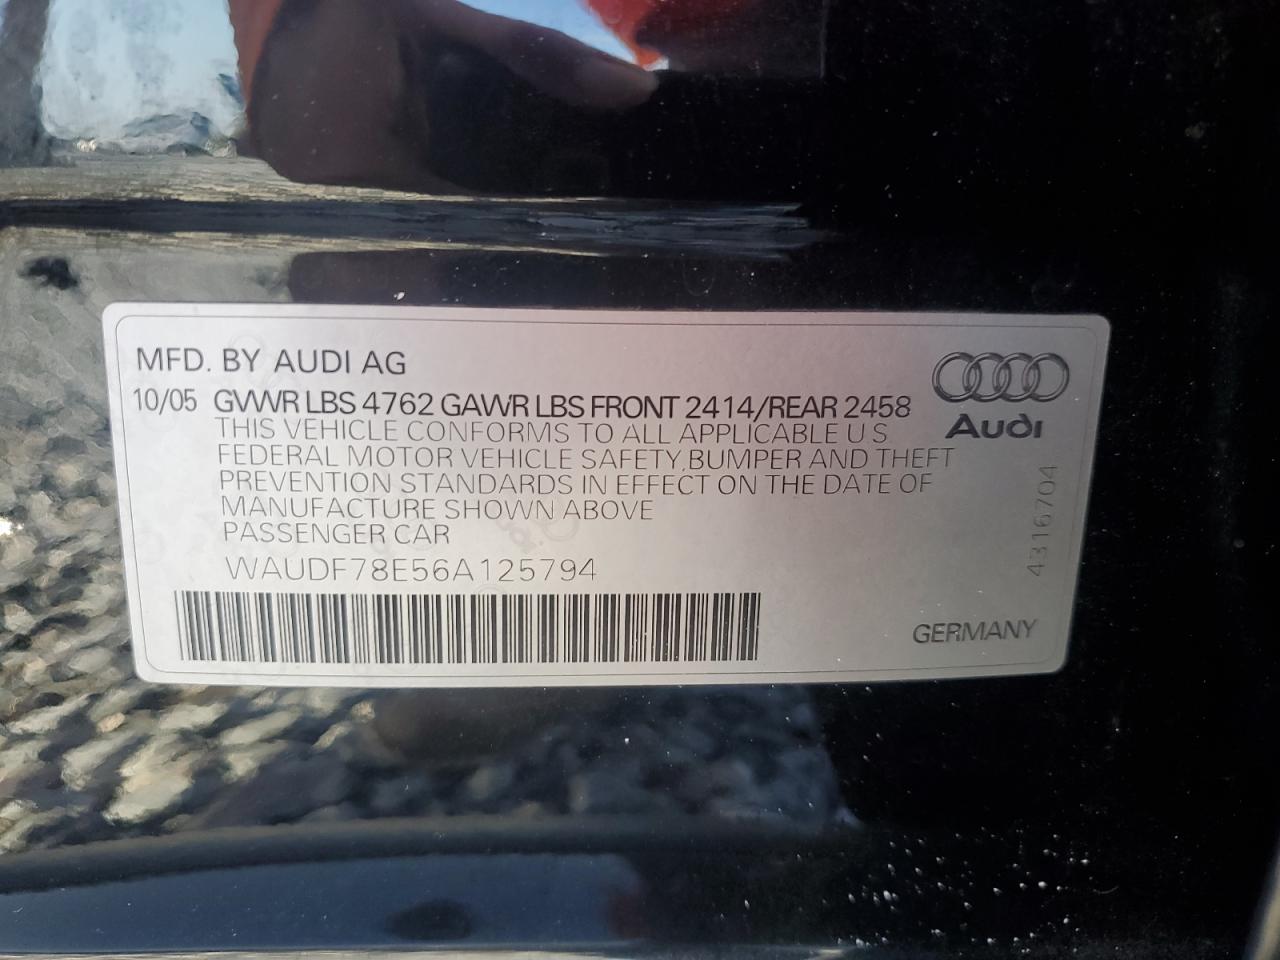 MFD. BY AUDI AG
10/05 GVWR LBS 4762 GAWR LBS FRONT 2414/REAR 2458
THIS VEHICLE CONFORMS TO ALL APPLICABLE U S
FEDERAL MOTOR VEHICLE SAFETY,BUMPER AND THEFT
PREVENTION STANDARDS IN EFFECT ON THE DATE OF
MANUFACTURE SHOWN ABOVE
PASSENGER CAR
WAUDF78E56A125794
Audi
4316704
GERMANY